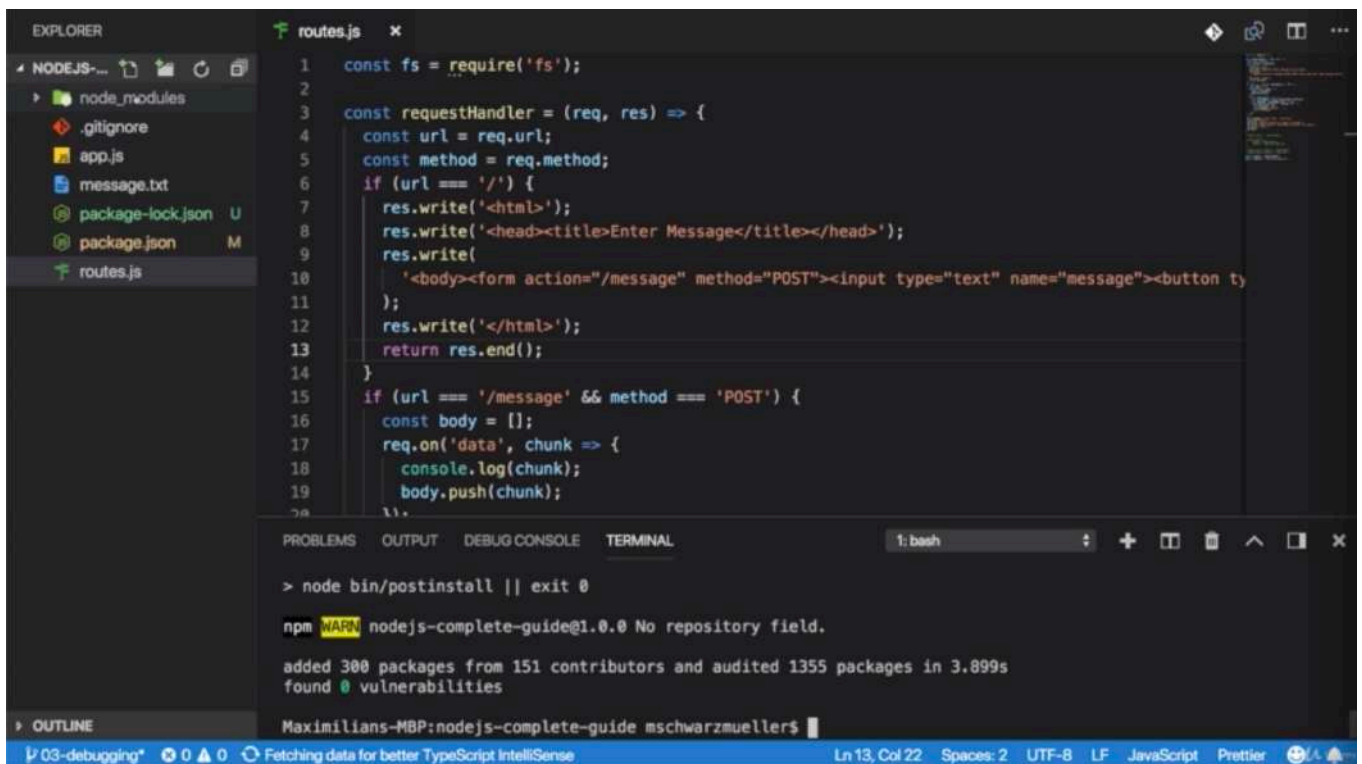 EXPLORER
NODEJS-...
node_modules
.gitignore
app.js
message.txt
package-lock.json U
package.json M
routes.js
OUTLINE
routes.js
1 const fs = require('fs');
2
3 const requestHandler = (req, res) => {
4 const url = req.url;
5 const method = req.method;
6 if (url === '/') {
7 res.write('<html>');
8 res.write('<head><title>Enter Message</title></head>');
9 res.write(
10 '<body><form action="/message" method="POST"><input type="text" name="message"><button ty
11 );
12 res.write('</html>');
13 return res.end();
14 }
15 if (url === '/message' && method === 'POST') {
16 const body = [];
17 req.on('data', chunk => {
18 console.log(chunk);
19 body.push(chunk);
20 });
PROBLEMS OUTPUT DEBUG CONSOLE TERMINAL 1: bash
> node bin/postinstall || exit 0
npm WARN nodejs-complete-guide@1.0.0 No repository field.
added 300 packages from 151 contributors and audited 1355 packages in 3.899s
found 0 vulnerabilities
Maximilians-MBP:nodejs-complete-guide mschwarzmueller$
03-debugging* 0 0 Fetching data for better TypeScript IntelliSense Ln 13, Col 22 Spaces: 2 UTF-8 LF JavaScript Prettier